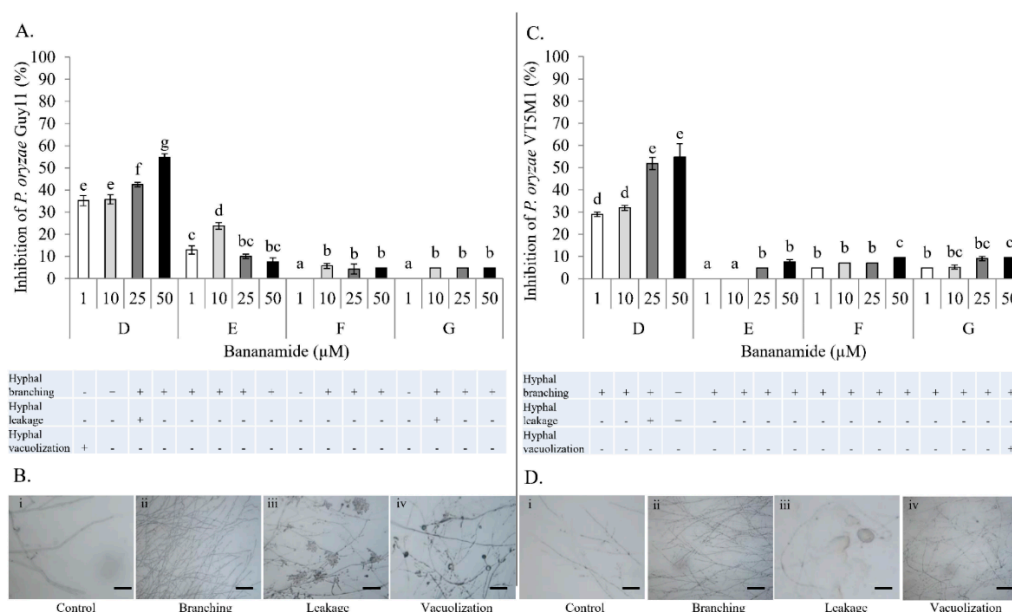 A.
Inhibition of P. oryzae Guy11 (%)
100
90
80
70
60
50
40
30
20
10
0
e e f g c d bc bc a b b b a b b b
1 10 25 50 1 10 25 50 1 10 25 50 1 10 25 50
D E F G
Bananamide (µM)
Hyphal
branching - - + + + + + + - + + + - + + +
Hyphal
leakage - - + - - - - - - - - - - + - -
Hyphal
vacuolization + - - - - - - - - - - - - - - -
B.
i ii iii iv
Control Branching Leakage Vacuolization
C.
Inhibition of P. oryzae VT5M1 (%)
100
90
80
70
60
50
40
30
20
10
0
d d e e a a b b b b b c b bc c c
1 10 25 50 1 10 25 50 1 10 25 50 1 10 25 50
D E F G
Bananamide (µM)
Hyphal
branching + + + - + + + + + + + + + + + +
Hyphal
leakage - - + - - - - - - - - - - - - -
Hyphal
vacuolization - - - - - - - - - - - - - - - +
D.
i ii iii iv
Control Branching Leakage Vacuolization